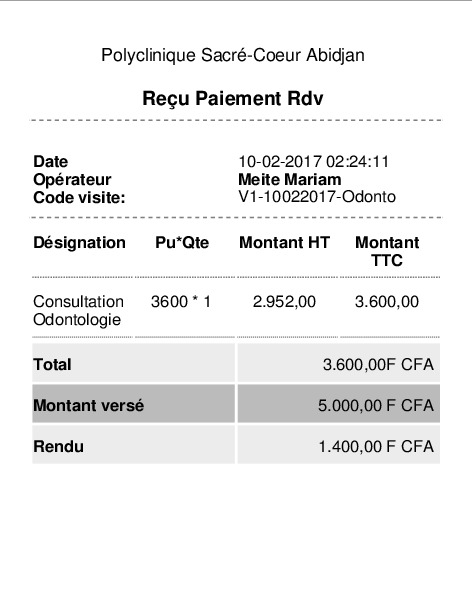 Polyclinique Sacré-Coeur Abidjan
Reçu Paiement Rdv
Date 10-02-2017 02:24:11
Opérateur Meite Mariam
Code visite: V1-10022017-Odonto
Désignation Pu*Qte Montant HT Montant TTC
Consultation Odontologie 3600 * 1 2.952,00 3.600,00
Total 3.600,00F CFA
Montant versé 5.000,00 F CFA
Rendu 1.400,00 F CFA